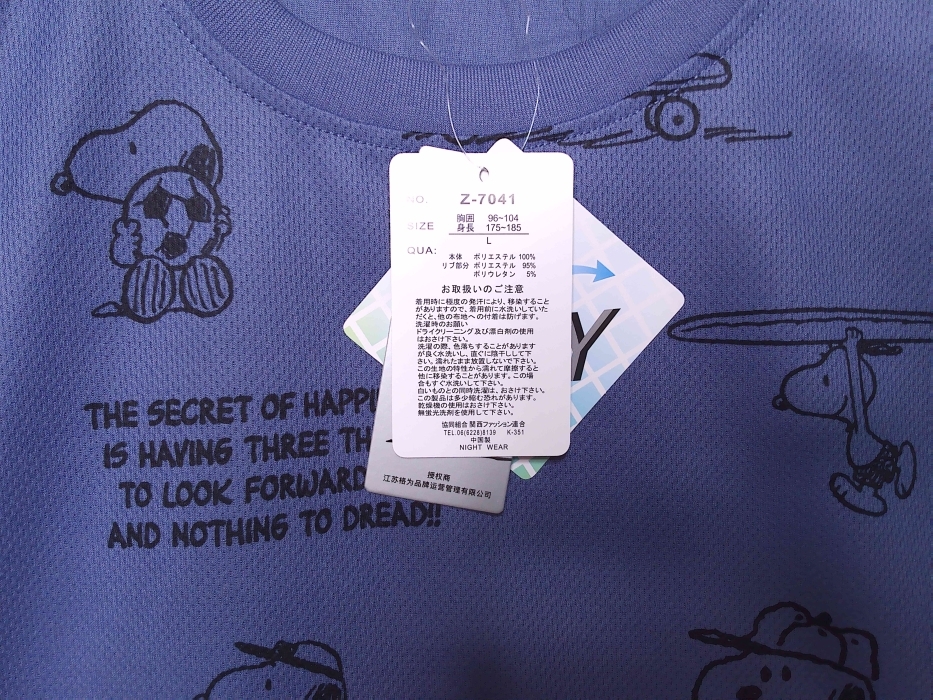 NO. Z-7041
SIZE 胸囲 96~104
身長 175~185
L
QUA: 本体 ポリエステル 100%
リブ部分 ポリエステル 95%
ポリウレタン 5%
お取扱いのご注意
着用時に極度の発汗により、移染すること
がありますので、着用前に水洗いしていた
だくと、他の布地への付着は防げます。
洗濯時のお願い
ドライクリーニング及び漂白剤の使用
はおさけ下さい。
洗濯の際、色落ちすることがあります
が良く水洗いし、直ぐに陰干しして下
さい。濡れたまま放置しないで下さい。
この生地の特性から濡れて摩擦すると
他に移染することがあります。この場
合もすぐ水洗いして下さい。
白いものとの同時洗濯は、おさけ下さい。
この製品は多少縮む恐れがあります。
乾燥機の使用はおさけ下さい。
無蛍光洗剤を使用して下さい。
協同組合 関西ファッション連合
TEL.06(6228)8139 K-351
中国製
NIGHT WEAR
Y
授权商
江苏格为品牌运营管理有限公司
THE SECRET OF HAPPI
IS HAVING THREE TH
TO LOOK FORWARD
AND NOTHING TO DREAD!!